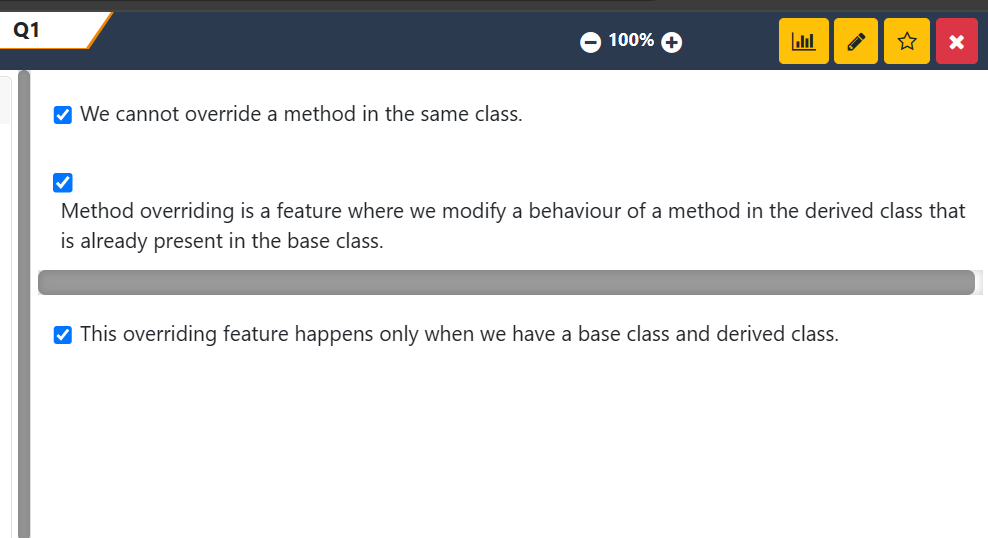 Q1
100%
We cannot override a method in the same class.
Method overriding is a feature where we modify a behaviour of a method in the derived class that
is already present in the base class.
This overriding feature happens only when we have a base class and derived class.